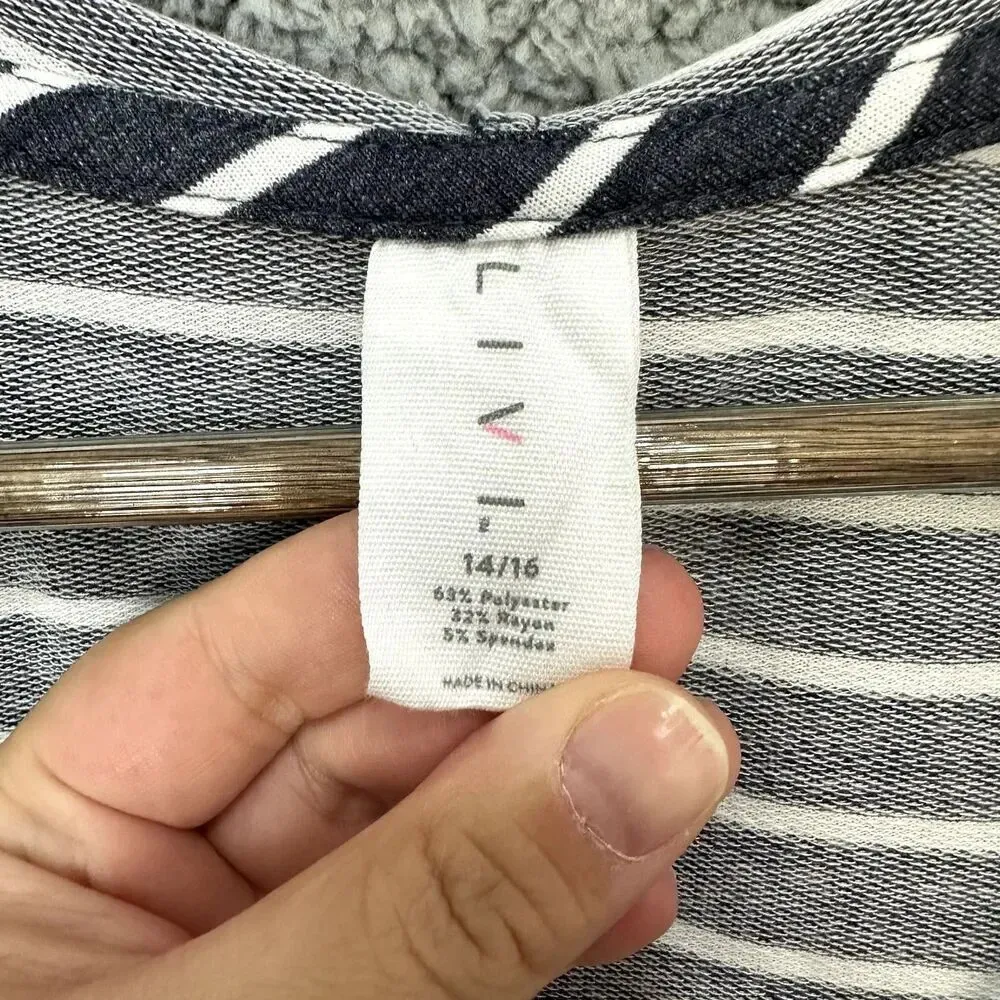 LIVI
14/16
63% Polyester
32% Rayon
5% Spandex
MADE IN CHINA